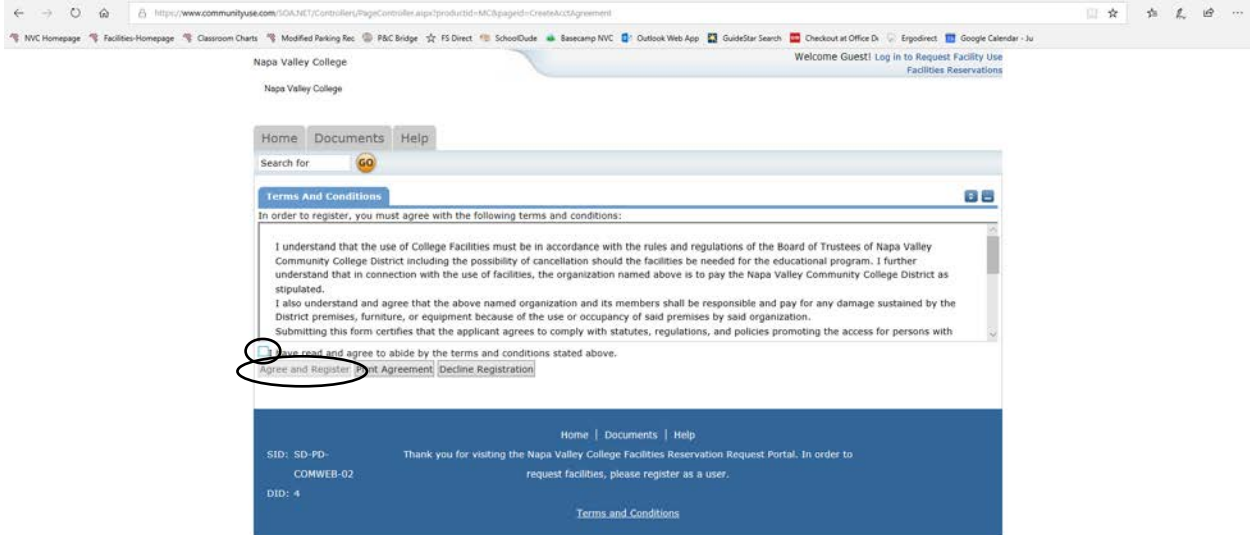 https://www.communityuse.com/SOA.NET/Controllers/PageController.aspx?productid=MC&pageid=CreateAcctAgreement
NVC Homepage Facilities-Homepage Classroom Charts Modified Parking Rec P&C Bridge FS Direct SchoolDude Basecamp NVC Outlook Web App GuideStar Search Checkout at Office De Ergodirect Google Calendar - Ju
Napa Valley College
Welcome Guest! Log in to Request Facility Use
Facilities Reservations
Napa Valley College
Home Documents Help
Search for GO
Terms And Conditions
In order to register, you must agree with the following terms and conditions:
I understand that the use of College Facilities must be in accordance with the rules and regulations of the Board of Trustees of Napa Valley
Community College District including the possibility of cancellation should the facilities be needed for the educational program. I further
understand that in connection with the use of facilities, the organization named above is to pay the Napa Valley Community College District as
stipulated.
I also understand and agree that the above named organization and its members shall be responsible and pay for any damage sustained by the
District premises, furniture, or equipment because of the use or occupancy of said premises by said organization.
Submitting this form certifies that the applicant agrees to comply with statutes, regulations, and policies promoting the access for persons with
I have read and agree to abide by the terms and conditions stated above.
Agree and Register Print Agreement Decline Registration
Home | Documents | Help
SID: SD-PD-
COMWEB-02
DID: 4
Thank you for visiting the Napa Valley College Facilities Reservation Request Portal. In order to
request facilities, please register as a user.
Terms and Conditions